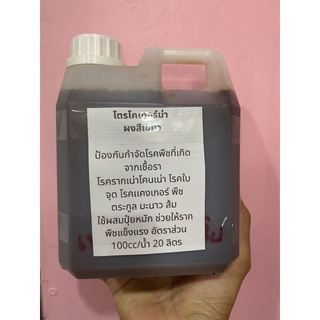 ไตรโคเดอร์ม่า
ผงสีเขียว
ป้องกันกำจัดโรคพืชที่เกิด
จากเชื้อรา
โรครากเน่าโคนเน่า โรคใบ
จุด โรคแคงเกอร์ พืช
ตระกูล มะนาว ส้ม
ใช้ผสมปุ๋ยหมัก ช่วยให้ราก
พืชแข็งแรง อัตราส่วน
100cc/น้ำ 20 ลิตร